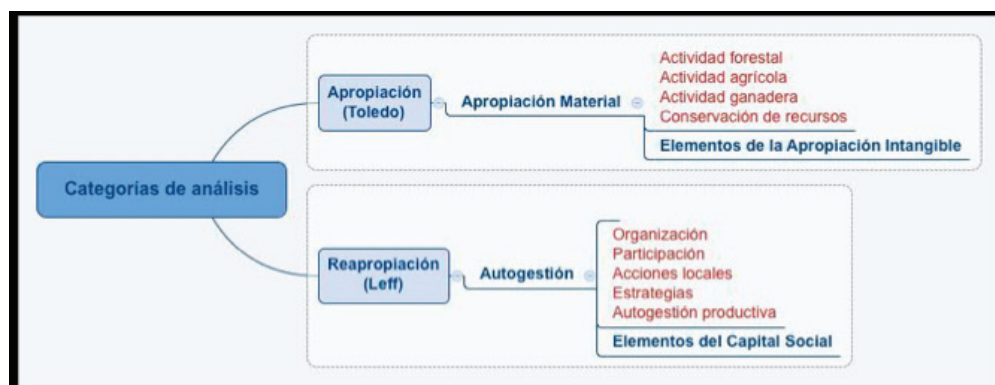 Categorías de análisis
Apropiación
(Toledo)
Apropiación Material
Actividad forestal
Actividad agrícola
Actividad ganadera
Conservación de recursos
Elementos de la Apropiación Intangible
Reapropiación
(Leff)
Autogestión
Organización
Participación
Acciones locales
Estrategias
Autogestión productiva
Elementos del Capital Social